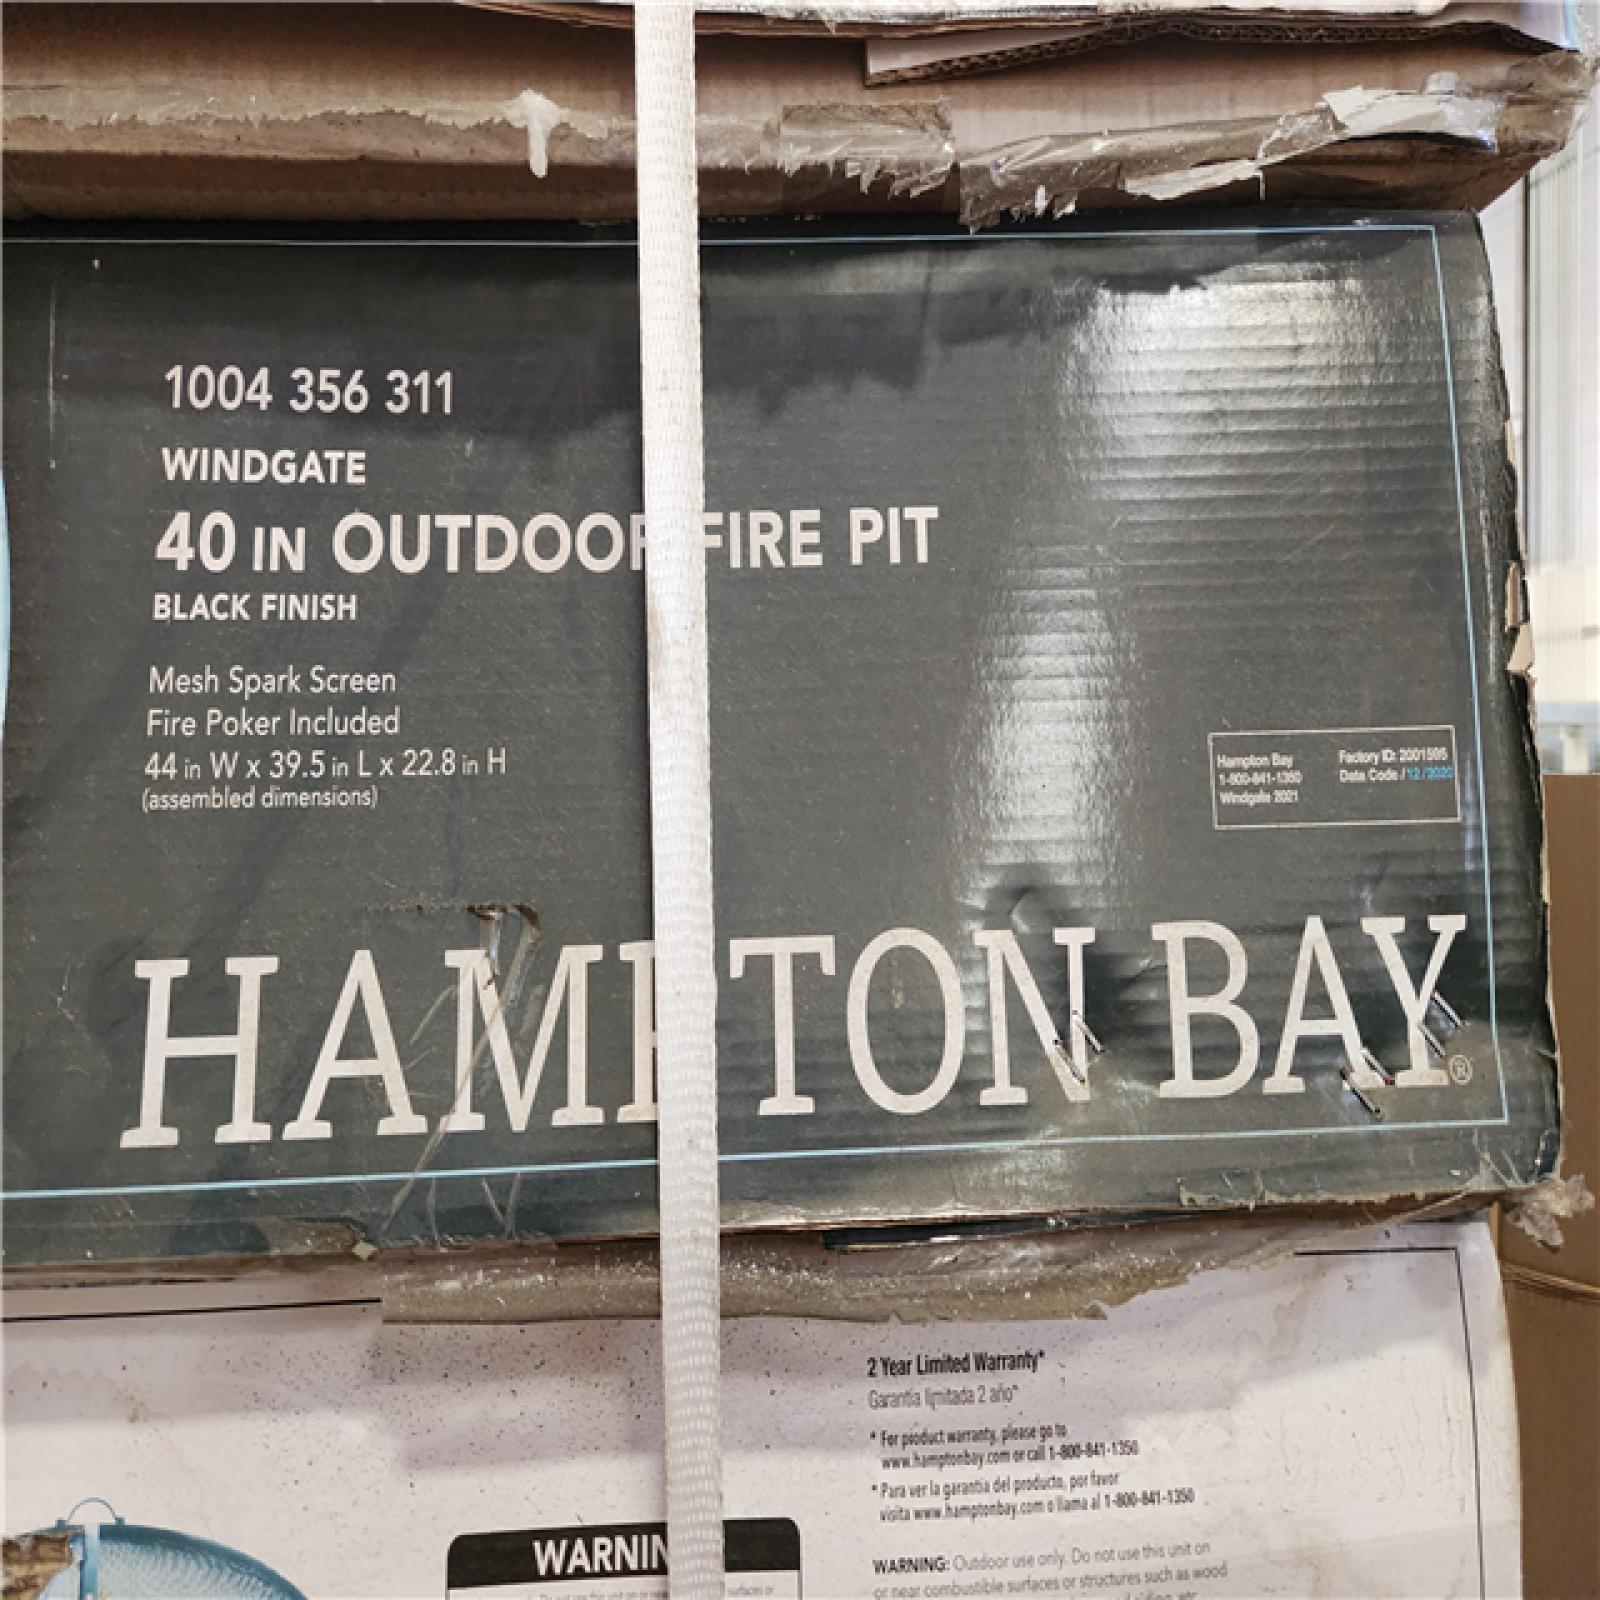 1004 356 311
WINDGATE
40 IN OUTDOOR FIRE PIT
BLACK FINISH
Mesh Spark Screen
Fire Poker Included
44 in W x 39.5 in L x 22.8 in H
(assembled dimensions)
Hampton Bay
1-800-841-1350
Windgate 2021
Factory ID: 2001595
Date Code / 12 / 2020
HAMPTON BAY®
2 Year Limited Warranty*
Garantía limitada 2 año*
* For product warranty, please go to
www.hamptonbay.com or call 1-800-841-1350
* Para ver la garantía del producto, por favor
visita www.hamptonbay.com o llama al 1-800-841-1350
WARNIN
WARNING: Outdoor use only. Do not use this unit on
or near combustible surfaces or structures such as wood
surfaces or